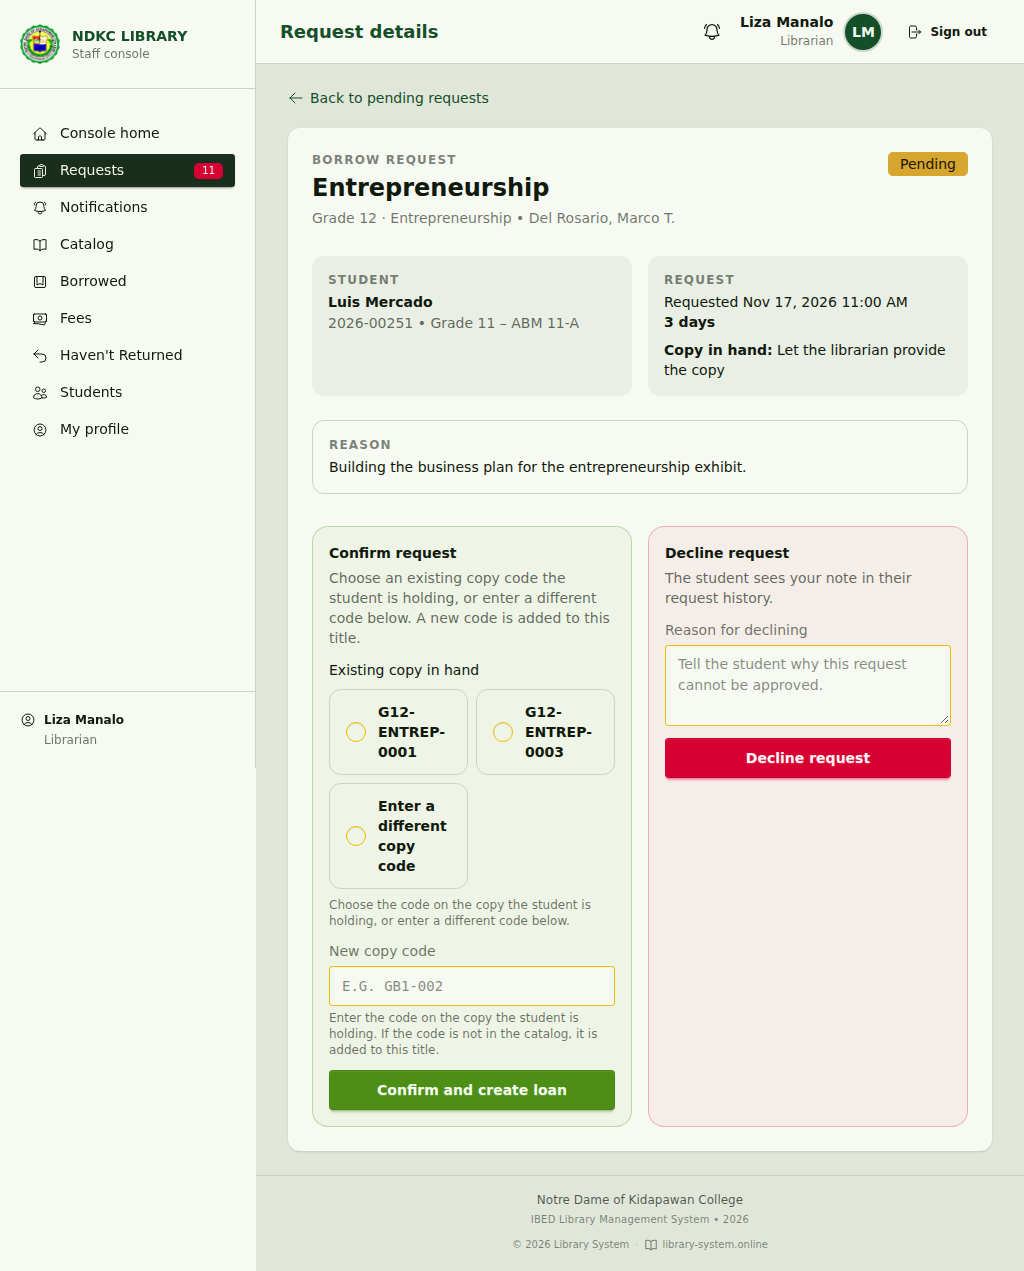 NDKC LIBRARY
Staff console
Console home
Requests 11
Notifications
Catalog
Borrowed
Fees
Haven't Returned
Students
My profile
Liza Manalo
Librarian
Request details
Liza Manalo
Librarian
LM
Sign out
Back to pending requests
BORROW REQUEST
Pending
Entrepreneurship
Grade 12 · Entrepreneurship • Del Rosario, Marco T.
STUDENT
Luis Mercado
2026-00251 • Grade 11 – ABM 11-A
REQUEST
Requested Nov 17, 2026 11:00 AM
3 days
Copy in hand: Let the librarian provide
the copy
REASON
Building the business plan for the entrepreneurship exhibit.
Confirm request
Choose an existing copy code the
student is holding, or enter a different
code below. A new code is added to this
title.
Existing copy in hand
G12-
ENTREP-
0001
G12-
ENTREP-
0003
Enter a
different
copy
code
Choose the code on the copy the student is
holding, or enter a different code below.
New copy code
E.G. GB1-002
Enter the code on the copy the student is
holding. If the code is not in the catalog, it is
added to this title.
Confirm and create loan
Decline request
The student sees your note in their
request history.
Reason for declining
Tell the student why this request
cannot be approved.
Decline request
Notre Dame of Kidapawan College
IBED Library Management System • 2026
© 2026 Library System · library-system.online